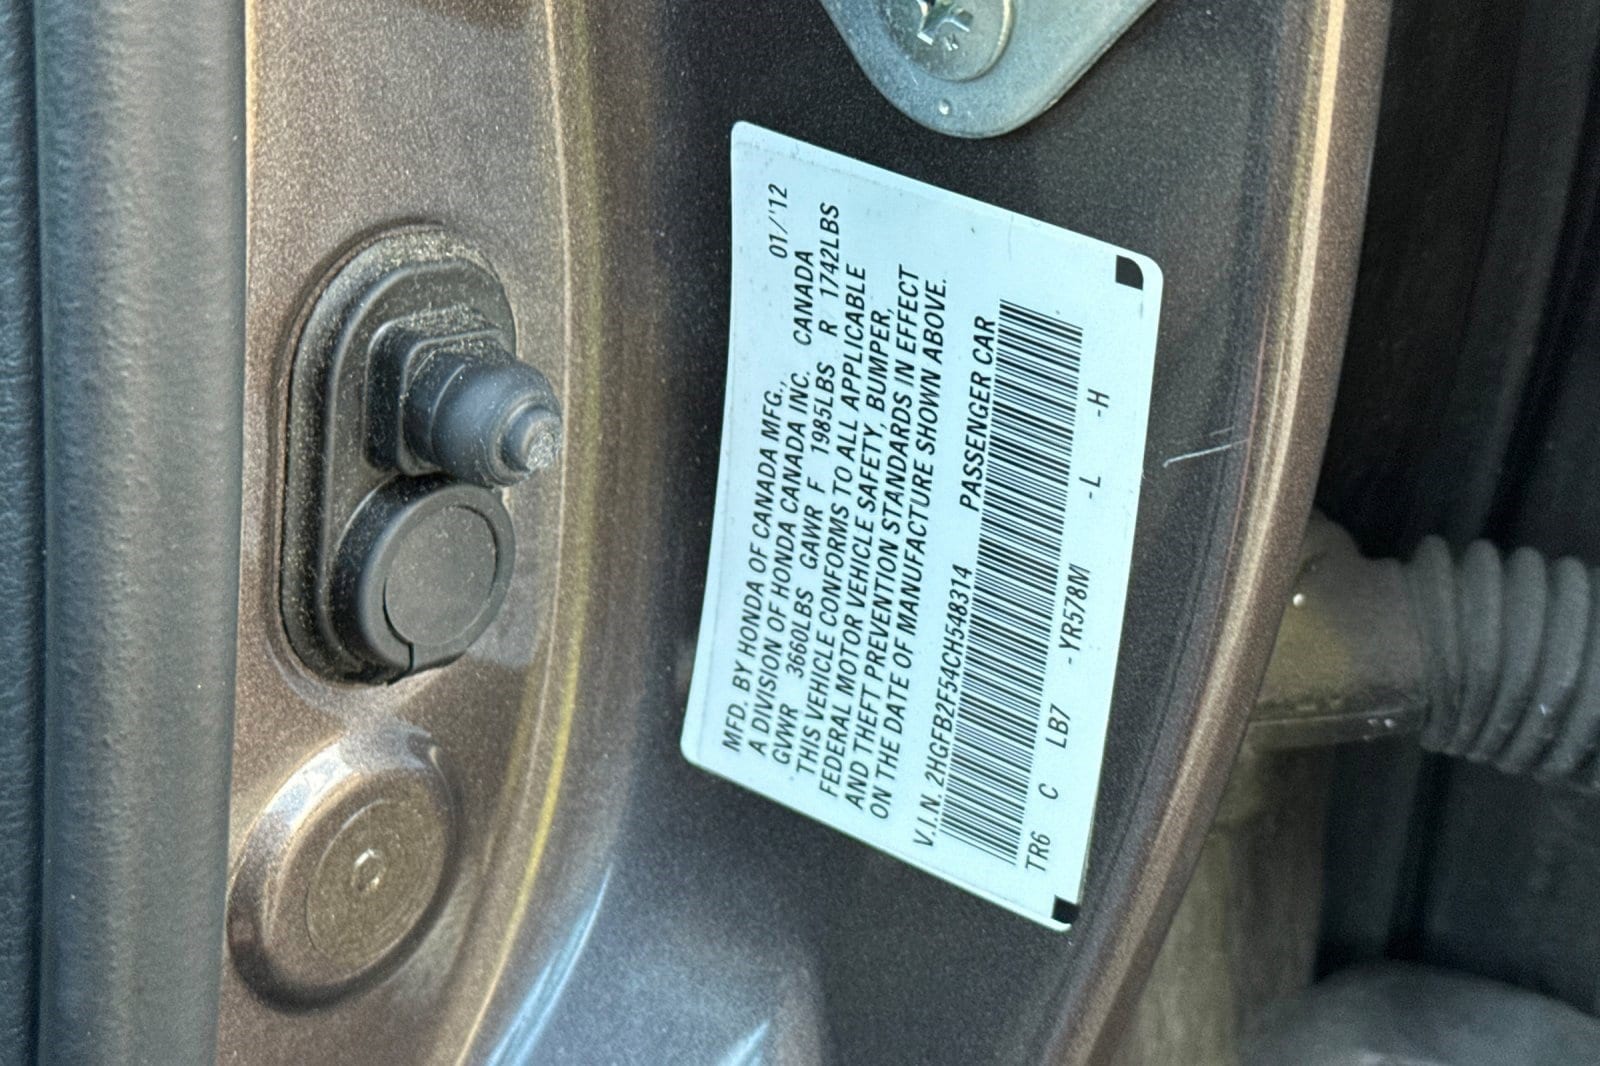 MFD. BY HONDA OF CANADA MFG., 01/'12
A DIVISION OF HONDA CANADA INC. CANADA
GVWR 3660LBS GAWR F 1985LBS R 1742LBS
THIS VEHICLE CONFORMS TO ALL APPLICABLE
FEDERAL MOTOR VEHICLE SAFETY, BUMPER,
AND THEFT PREVENTION STANDARDS IN EFFECT
ON THE DATE OF MANUFACTURE SHOWN ABOVE.
V.I.N. 2HGFB2F54CH548314 PASSENGER CAR
TR6 C LB7 -YR578M -L -H